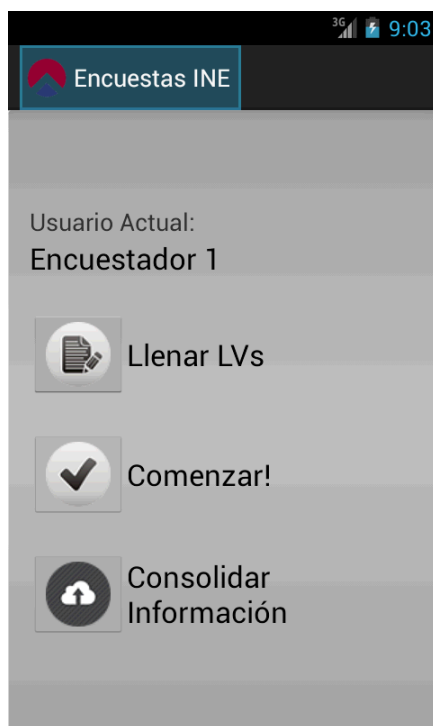 3G 9:03
Encuestas INE
Usuario Actual:
Encuestador 1
Llenar LVs
Comenzar!
Consolidar
Información